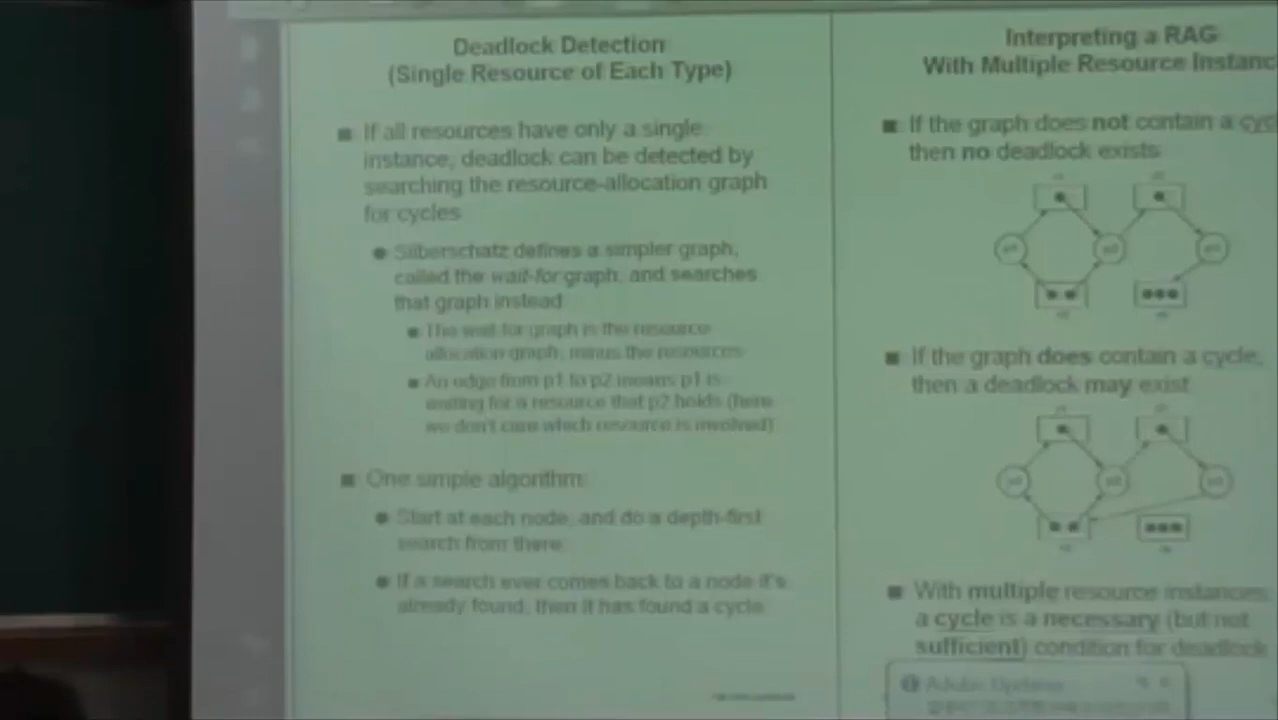 Deadlock Detection
(Single Resource of Each Type)
■ If all resources have only a single
instance, deadlock can be detected by
searching the resource-allocation graph
for cycles
● Silberschatz defines a simpler graph,
called the wait-for graph, and searches
that graph instead
■ The wait-for graph is the resource
allocation graph, minus the resources
■ An edge from p1 to p2 means p1 is
waiting for a resource that p2 holds (here
we don't care which resource is involved)
■ One simple algorithm:
● Start at each node, and do a depth-first
search from there
● If a search ever comes back to a node it's
already found, then it has found a cycle
Interpreting a RAG
With Multiple Resource Instanc
■ If the graph does not contain a cyc
then no deadlock exists
■ If the graph does contain a cycle,
then a deadlock may exist
■ With multiple resource instances,
a cycle is a necessary (but not
sufficient) condition for deadlock
Adobe Updates